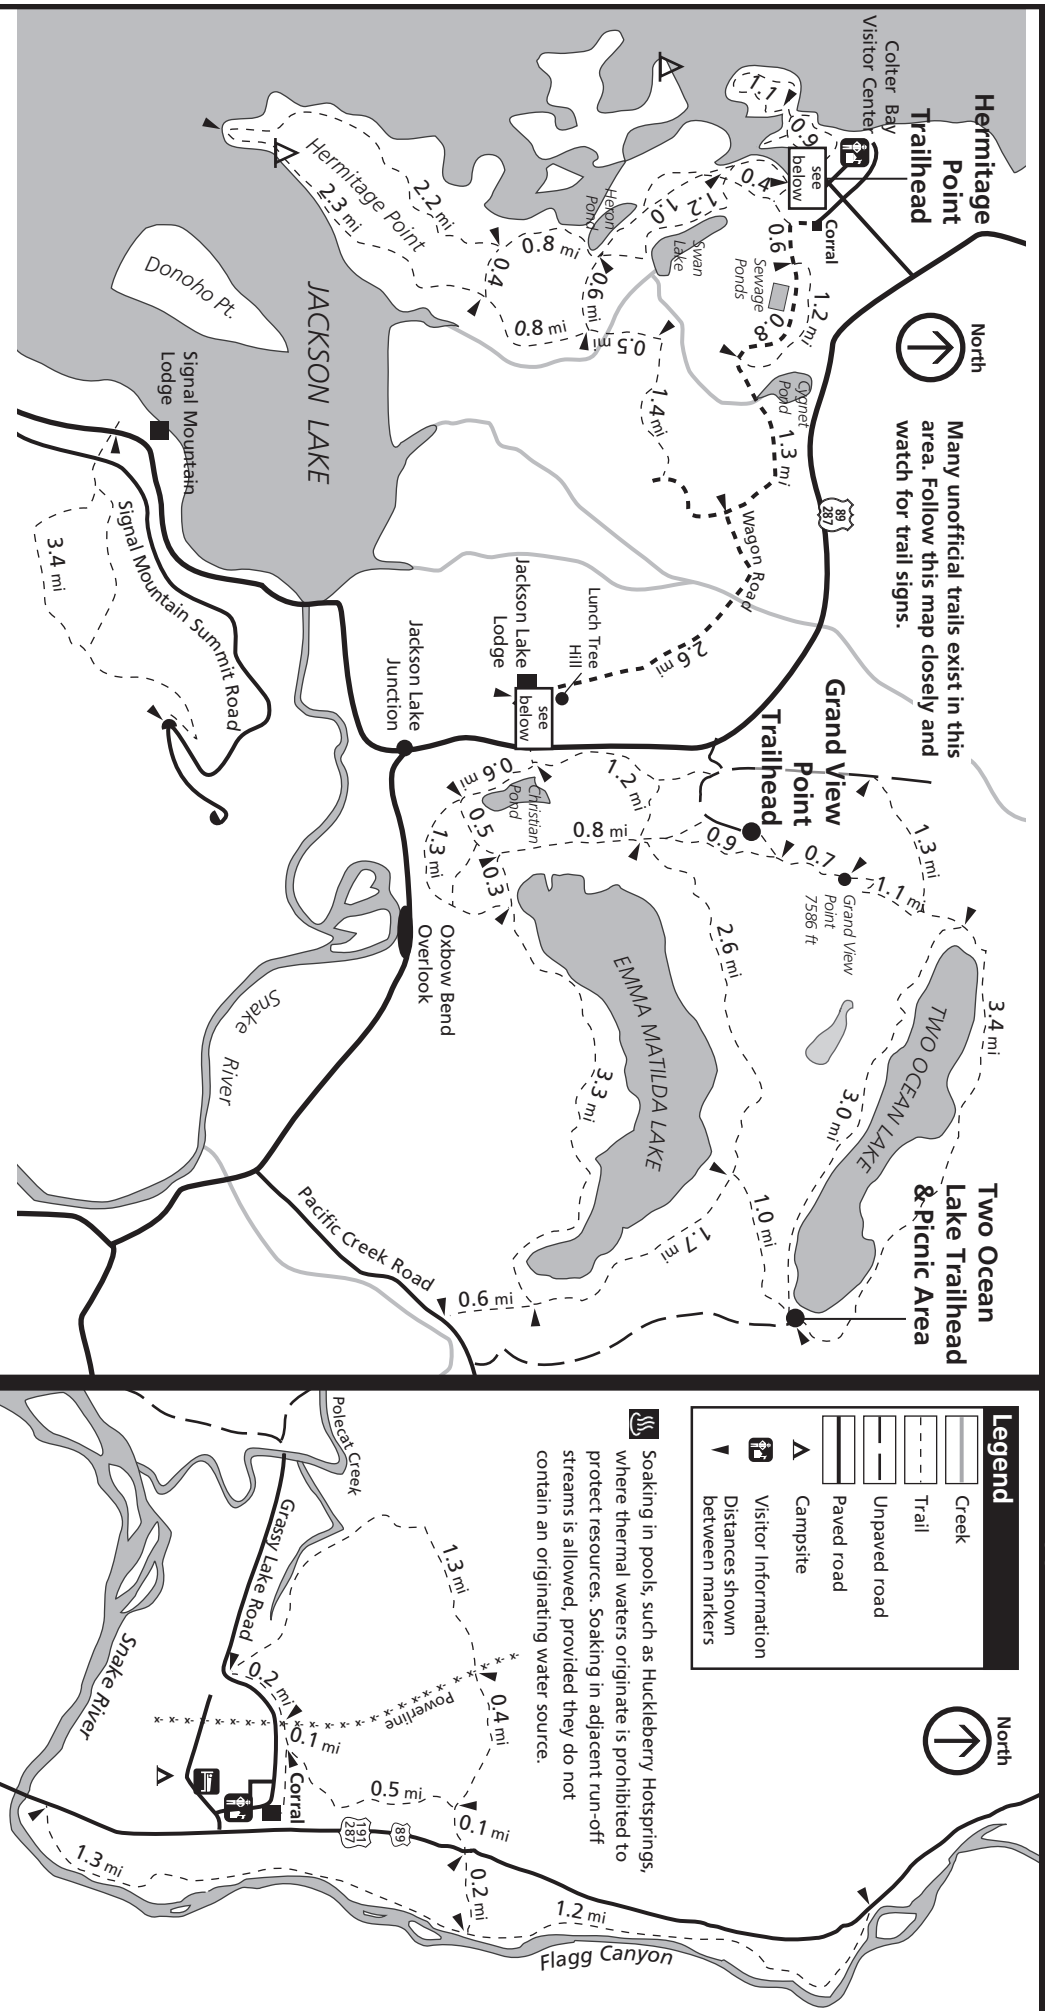 Hermitage
Point
Trailhead
Colter Bay
Visitor Center
1.1
0.9
see
below
0.4
Corral
0.6
Sewage
Ponds
0.8
1.2 mi
Cygnet
Pond
1.3 mi
Swan
Lake
Heron
Pond
1.2
1.0
0.6 mi
0.5 mi
1.4 mi
0.8 mi
0.4
0.8 mi
2.2 mi
2.3 mi
Hermitage Point
Donoho Pt.
JACKSON LAKE
Signal Mountain
Lodge
Signal Mountain Summit Road
3.4 mi
North
Many unofficial trails exist in this
area. Follow this map closely and
watch for trail signs.
89
287
Wagon Road
2.6 mi
Lunch Tree
Hill
Jackson Lake
Lodge
see
below
Jackson Lake
Junction
Grand View
Point
Trailhead
0.9
0.7
1.1 mi
1.3 mi
Grand View
Point
7586 ft
1.2 mi
0.8 mi
0.6 mi
Christian
Pond
0.5
1.3 mi
0.3
2.6 mi
EMMA MATILDA LAKE
3.3 mi
TWO OCEAN LAKE
3.4 mi
3.0 mi
1.0 mi
1.7 mi
0.6 mi
Two Ocean
Lake Trailhead
& Picnic Area
Oxbow Bend
Overlook
Snake
River
Pacific Creek Road
Legend
Creek
Trail
Unpaved road
Paved road
Campsite
Visitor Information
Distances shown
between markers
North
Soaking in pools, such as Huckleberry Hotsprings,
where thermal waters originate is prohibited to
protect resources. Soaking in adjacent run-off
streams is allowed, provided they do not
contain an originating water source.
Polecat Creek
Grassy Lake Road
Snake River
1.3 mi
0.4 mi
Powerline
0.2 mi
0.1 mi
Corral
0.5 mi
0.1 mi
89
191
287
0.2 mi
1.2 mi
1.3 mi
Flagg Canyon